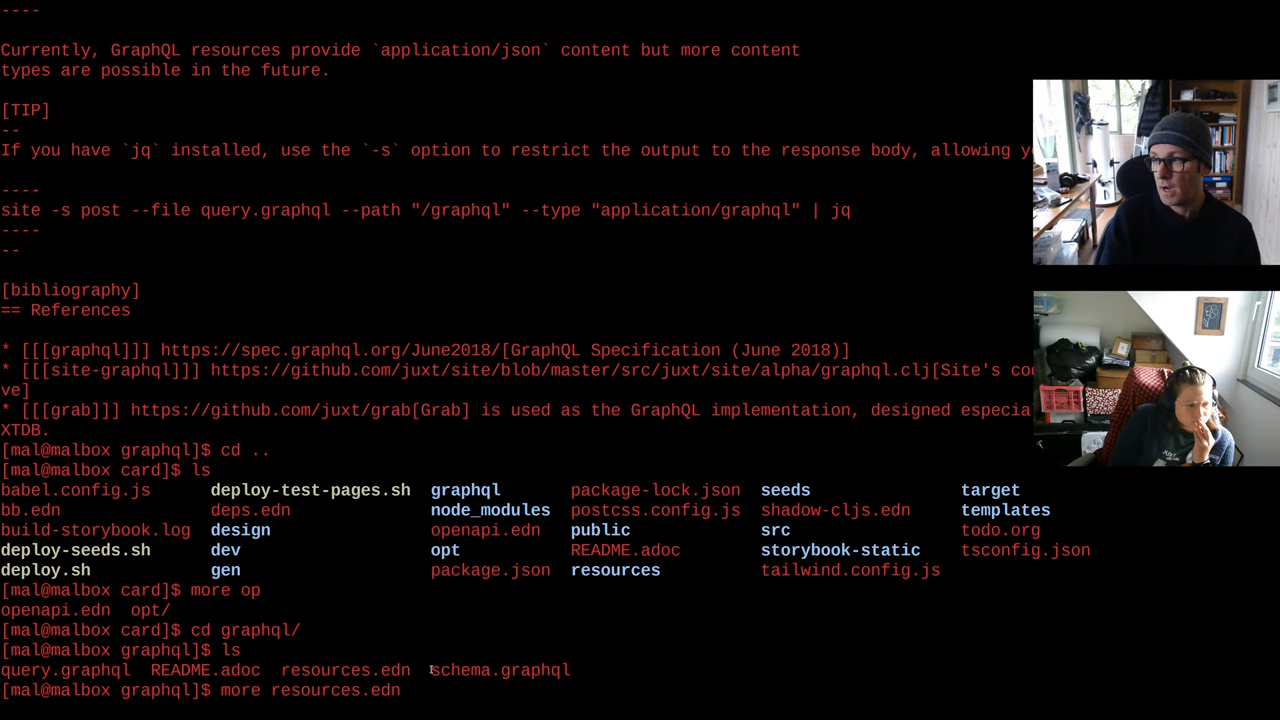 ----
Currently, GraphQL resources provide `application/json` content but more content
types are possible in the future.
[TIP]
--
If you have `jq` installed, use the `-s` option to restrict the output to the response body, allowing
----
site -s post --file query.graphql --path "/graphql" --type "application/graphql" | jq
----
--
[bibliography]
== References
* [[[graphql]]] https://spec.graphql.org/June2018/[GraphQL Specification (June 2018)]
* [[[site-graphql]]] https://github.com/juxt/site/blob/master/src/juxt/site/alpha/graphql.clj[Site's co
ve]
* [[[grab]]] https://github.com/juxt/grab[Grab] is used as the GraphQL implementation, designed especia
XTDB.
[mal@malbox graphql]$ cd ..
[mal@malbox card]$ ls
babel.config.js deploy-test-pages.sh graphql package-lock.json seeds target
bb.edn deps.edn node_modules postcss.config.js shadow-cljs.edn templates
build-storybook.log design openapi.edn public src todo.org
deploy-seeds.sh dev opt README.adoc storybook-static tsconfig.json
deploy.sh gen package.json resources tailwind.config.js
[mal@malbox card]$ more op
openapi.edn opt/
[mal@malbox card]$ cd graphql/
[mal@malbox graphql]$ ls
query.graphql README.adoc resources.edn schema.graphql
[mal@malbox graphql]$ more resources.edn